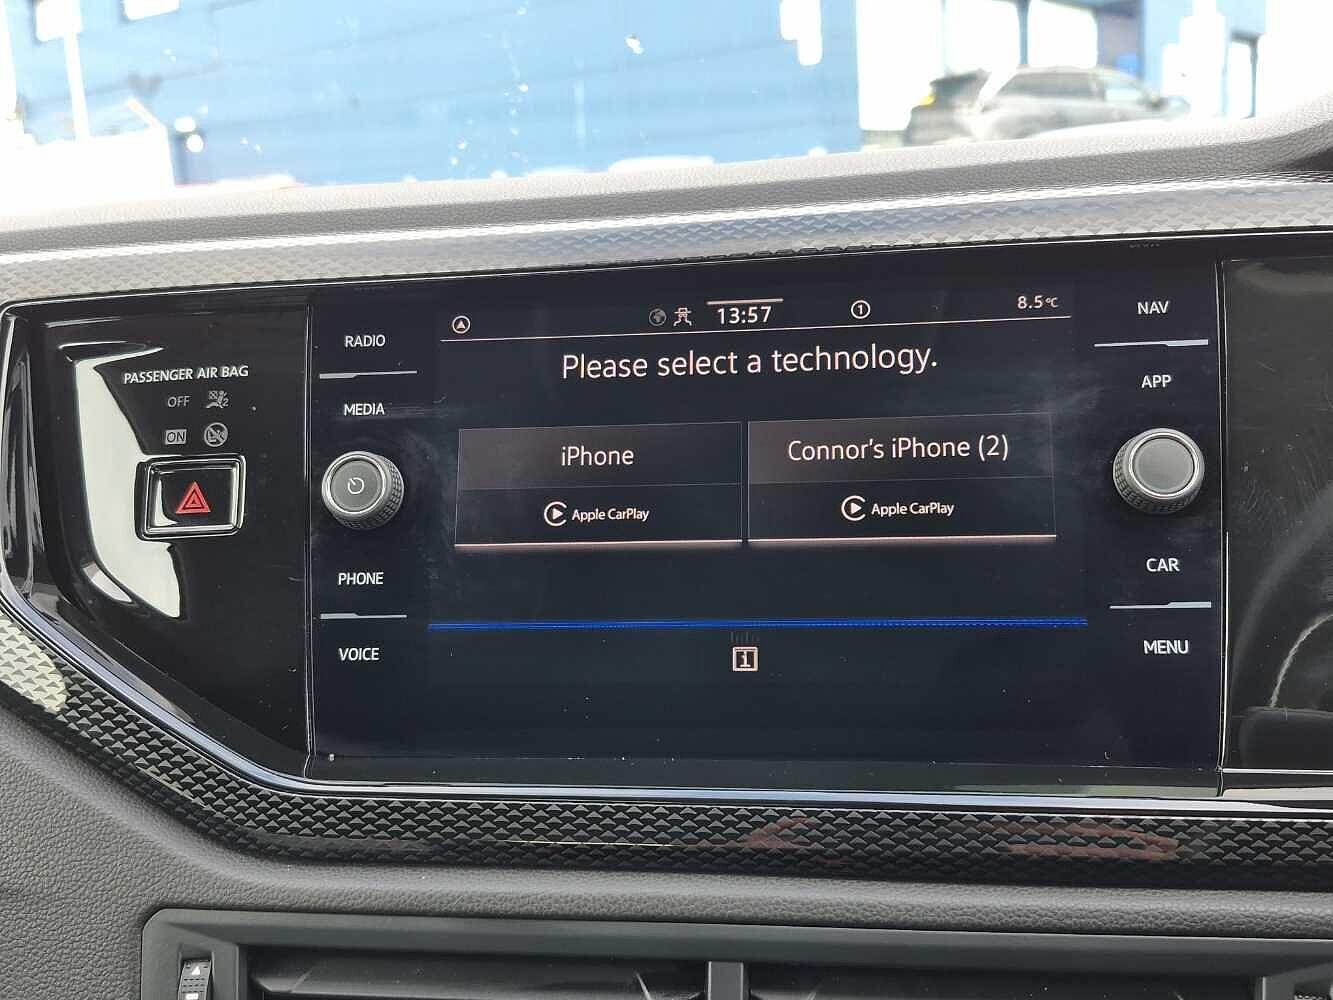 PASSENGER AIR BAG
OFF
ON
RADIO
MEDIA
PHONE
VOICE
13:57
1
8.5°C
Please select a technology.
iPhone
Apple CarPlay
Connor's iPhone (2)
Apple CarPlay
i
NAV
APP
CAR
MENU